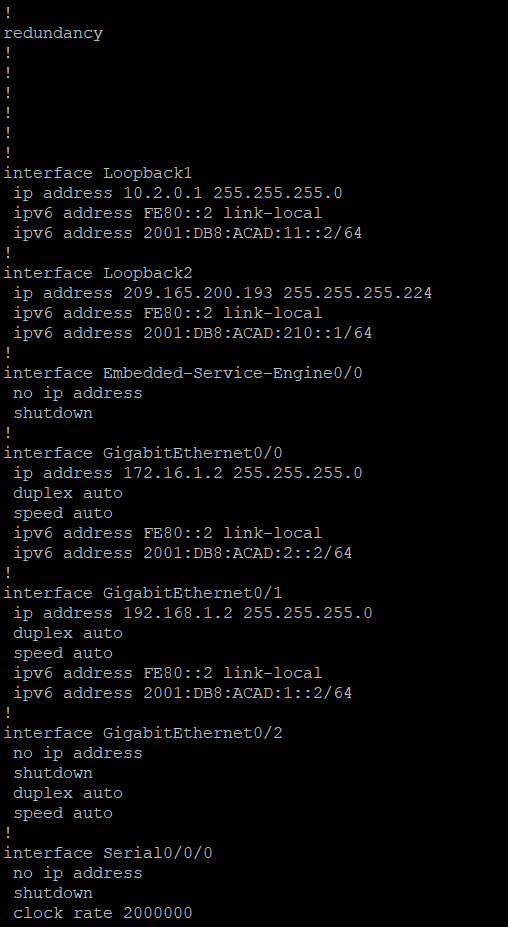 !
redundancy
!
!
!
!
!
!
interface Loopback1
 ip address 10.2.0.1 255.255.255.0
 ipv6 address FE80::2 link-local
 ipv6 address 2001:DB8:ACAD:11::2/64
!
interface Loopback2
 ip address 209.165.200.193 255.255.255.224
 ipv6 address FE80::2 link-local
 ipv6 address 2001:DB8:ACAD:210::1/64
!
interface Embedded-Service-Engine0/0
 no ip address
 shutdown
!
interface GigabitEthernet0/0
 ip address 172.16.1.2 255.255.255.0
 duplex auto
 speed auto
 ipv6 address FE80::2 link-local
 ipv6 address 2001:DB8:ACAD:2::2/64
!
interface GigabitEthernet0/1
 ip address 192.168.1.2 255.255.255.0
 duplex auto
 speed auto
 ipv6 address FE80::2 link-local
 ipv6 address 2001:DB8:ACAD:1::2/64
!
interface GigabitEthernet0/2
 no ip address
 shutdown
 duplex auto
 speed auto
!
interface Serial0/0/0
 no ip address
 shutdown
 clock rate 2000000